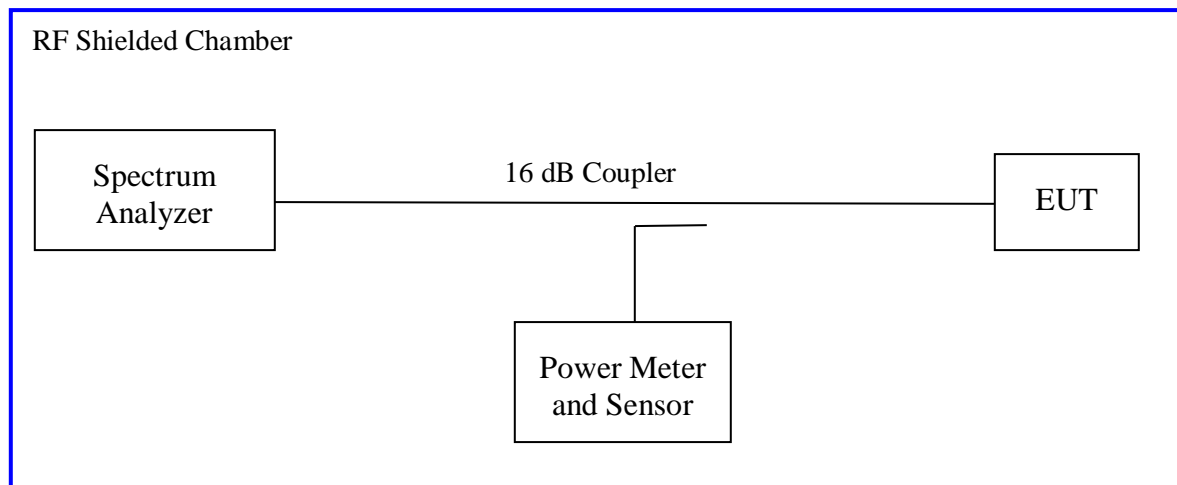 RF Shielded Chamber
Spectrum
Analyzer
16 dB Coupler
EUT
Power Meter
and Sensor